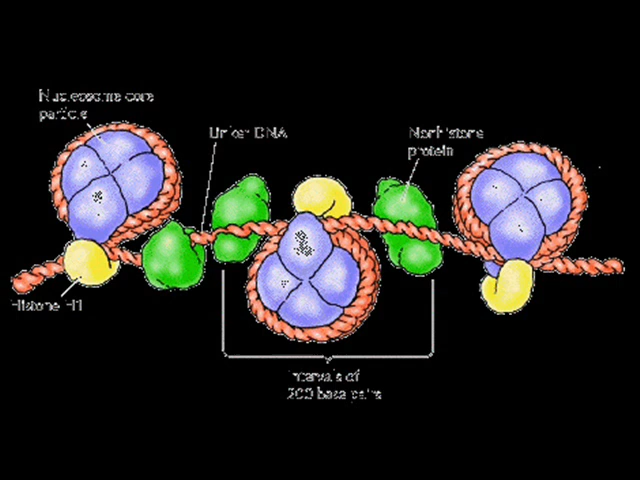 Nucleosome core
particle
Linker DNA
Nonhistone
protein
Histone H1
Intervals of
200 base pairs